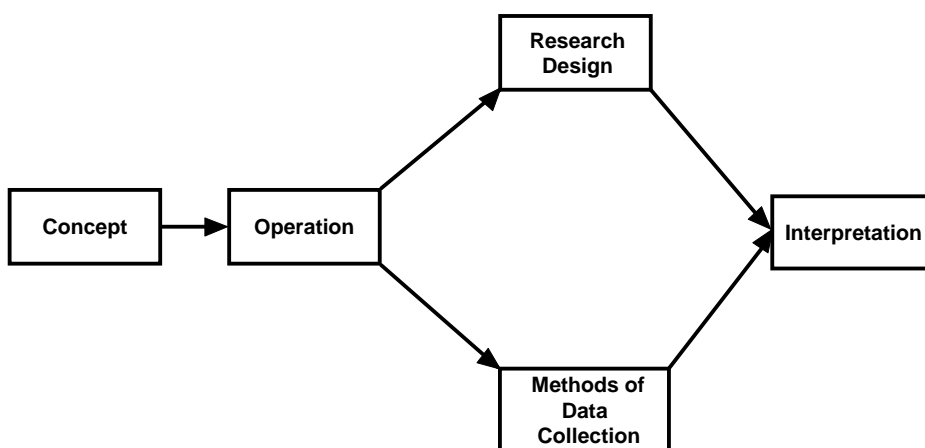 Research
Design
Concept
Operation
Interpretation
Methods of
Data
Collection